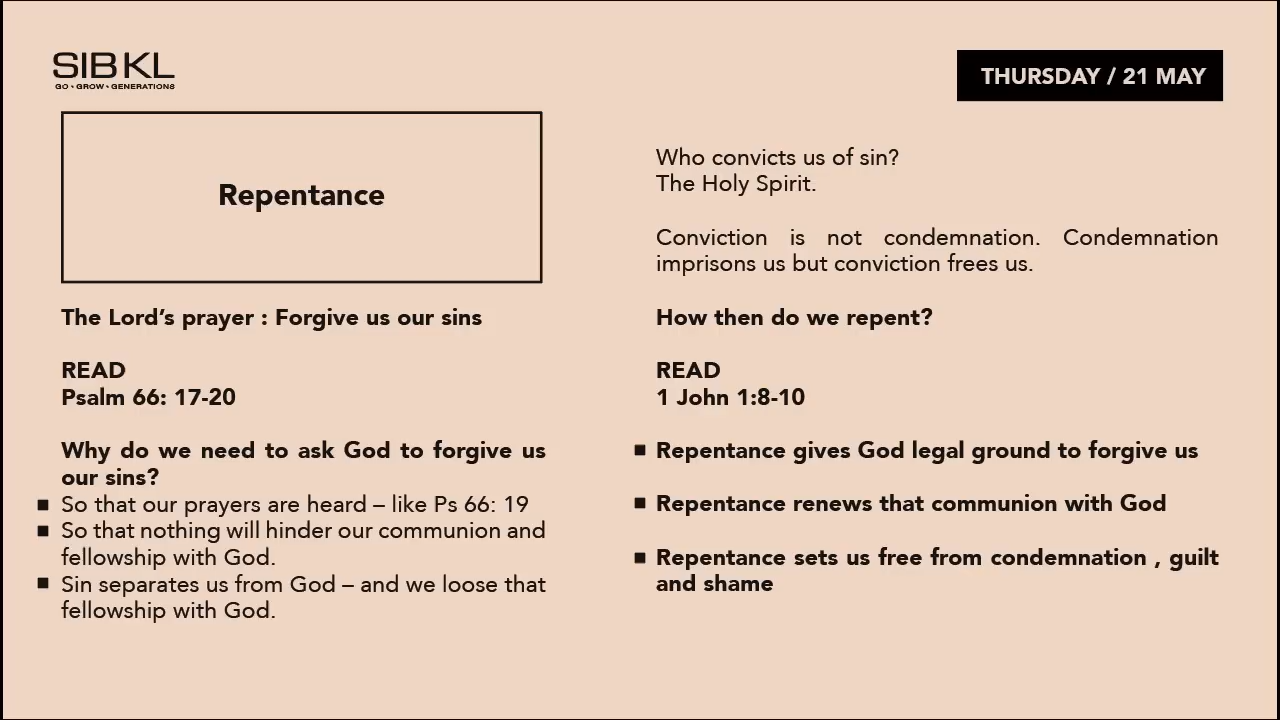 SIB KL
GO • GROW • GENERATIONS
THURSDAY / 21 MAY
Repentance
The Lord’s prayer : Forgive us our sins
READ
Psalm 66: 17-20
Why do we need to ask God to forgive us
our sins?
■ So that our prayers are heard – like Ps 66: 19
■ So that nothing will hinder our communion and
fellowship with God.
■ Sin separates us from God – and we loose that
fellowship with God.
Who convicts us of sin?
The Holy Spirit.
Conviction is not condemnation. Condemnation
imprisons us but conviction frees us.
How then do we repent?
READ
1 John 1:8-10
■ Repentance gives God legal ground to forgive us
■ Repentance renews that communion with God
■ Repentance sets us free from condemnation , guilt
and shame